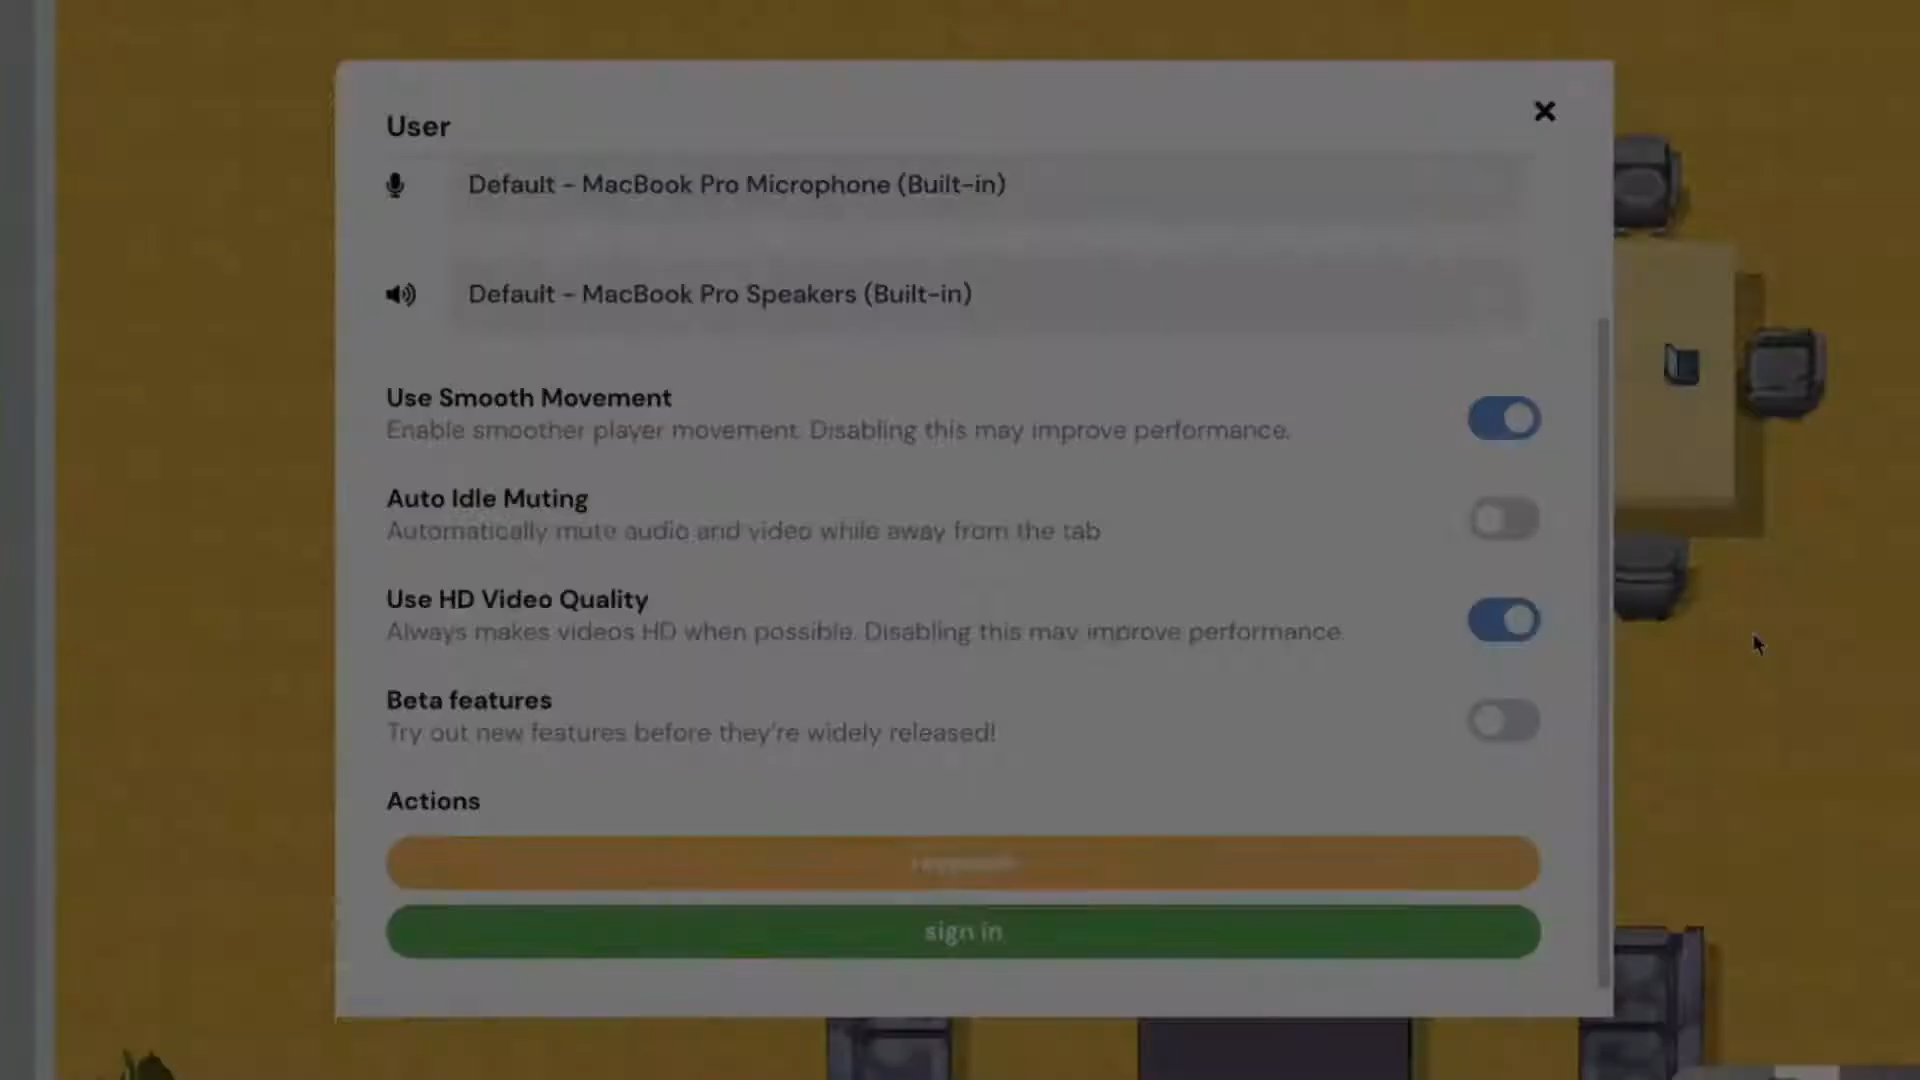 User
Default - MacBook Pro Microphone (Built-in)
Default - MacBook Pro Speakers (Built-in)
Use Smooth Movement
Enable smoother player movement. Disabling this may improve performance.
Auto Idle Muting
Automatically mute audio and video while away from the tab
Use HD Video Quality
Always makes videos HD when possible. Disabling this may improve performance.
Beta features
Try out new features before they're widely released!
Actions
sign in